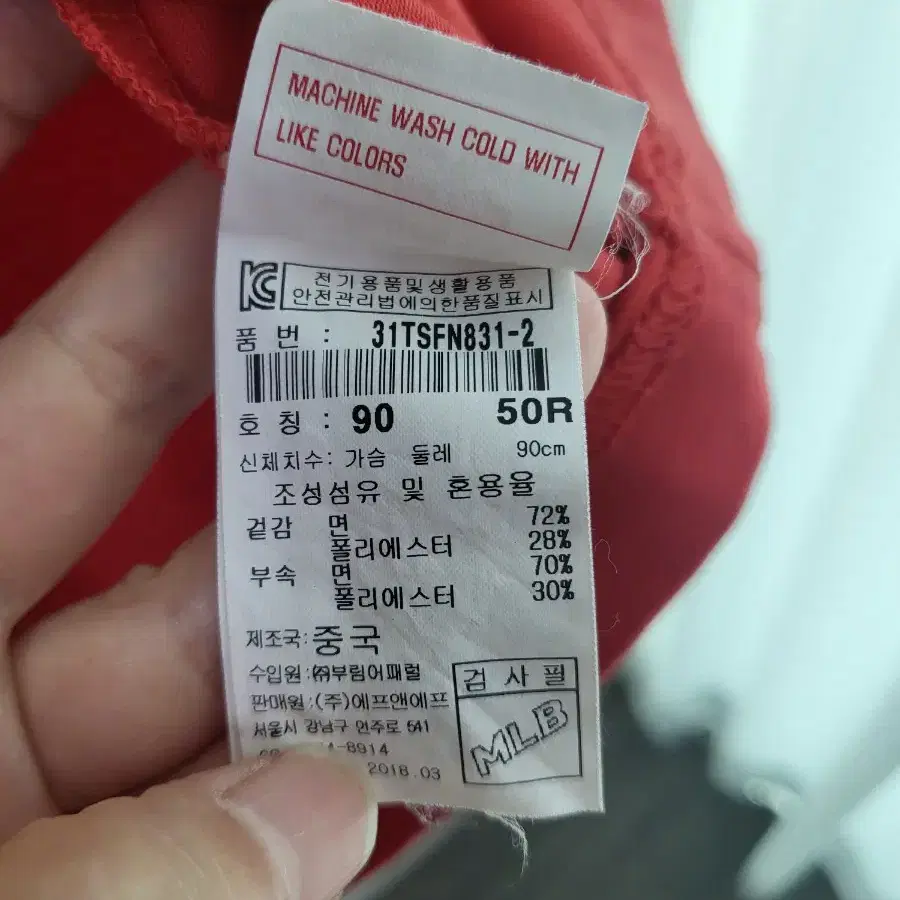 MACHINE WASH COLD WITH
LIKE COLORS
전기용품및생활용품
안전관리법에의한품질표시
품 번 : 31TSFN831-2
호 칭 : 90 50R
신체치수: 가슴 둘레 90cm
조성섬유 및 혼용율
겉감 면 72%
폴리에스터 28%
부속 면 70%
폴리에스터 30%
제조국: 중국
수입원 :㈜부림어패럴
판매원 :(주)에프앤에프
서울시 강남구 언주로 541
-8914
2018.03
검 사 필
MLB